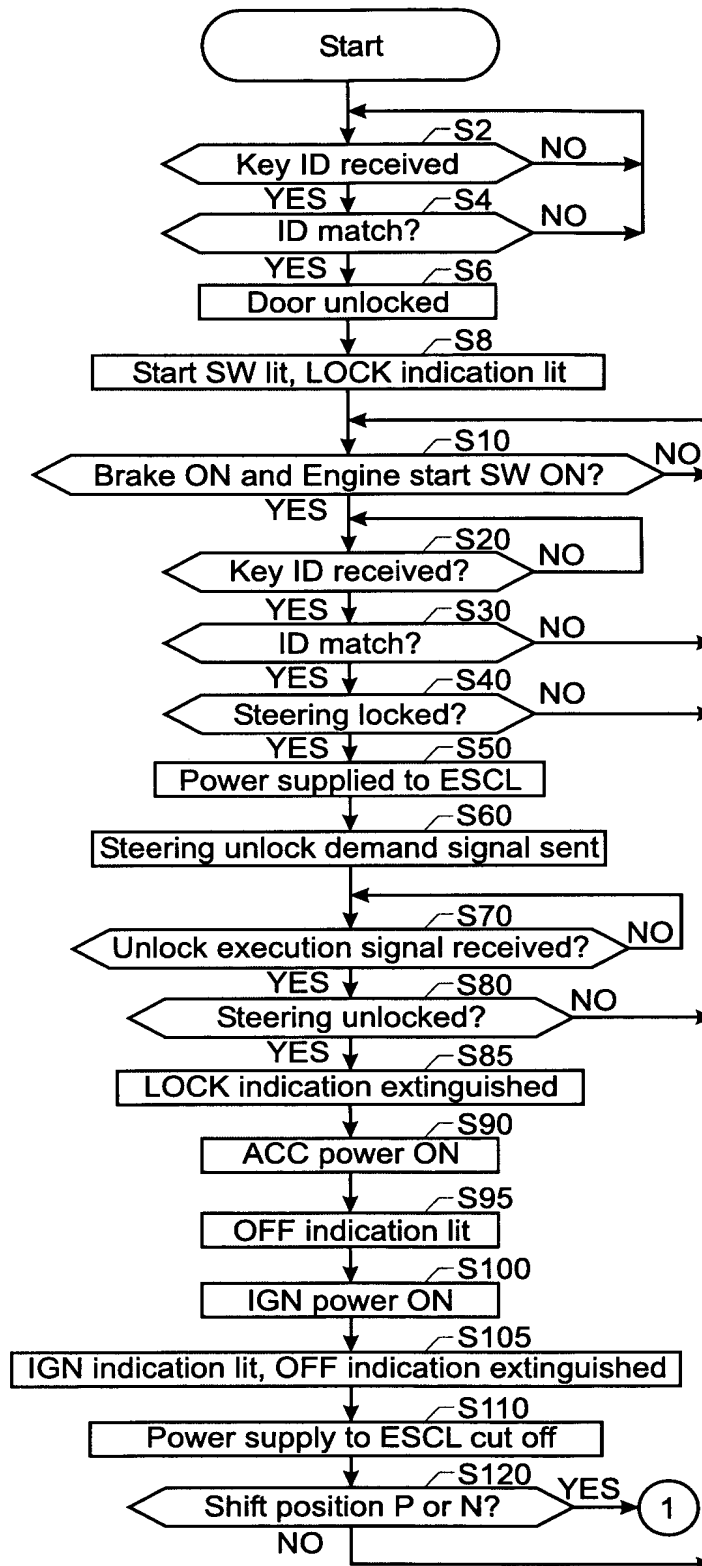 Start
S2
Key ID received
NO
YES
S4
ID match?
NO
YES
S6
Door unlocked
S8
Start SW lit, LOCK indication lit
S10
Brake ON and Engine start SW ON?
NO
YES
S20
Key ID received?
NO
YES
S30
ID match?
NO
YES
S40
Steering locked?
NO
YES
S50
Power supplied to ESCL
S60
Steering unlock demand signal sent
S70
Unlock execution signal received?
NO
YES
S80
Steering unlocked?
NO
YES
S85
LOCK indication extinguished
S90
ACC power ON
S95
OFF indication lit
S100
IGN power ON
S105
IGN indication lit, OFF indication extinguished
S110
Power supply to ESCL cut off
S120
Shift position P or N?
YES
1
NO